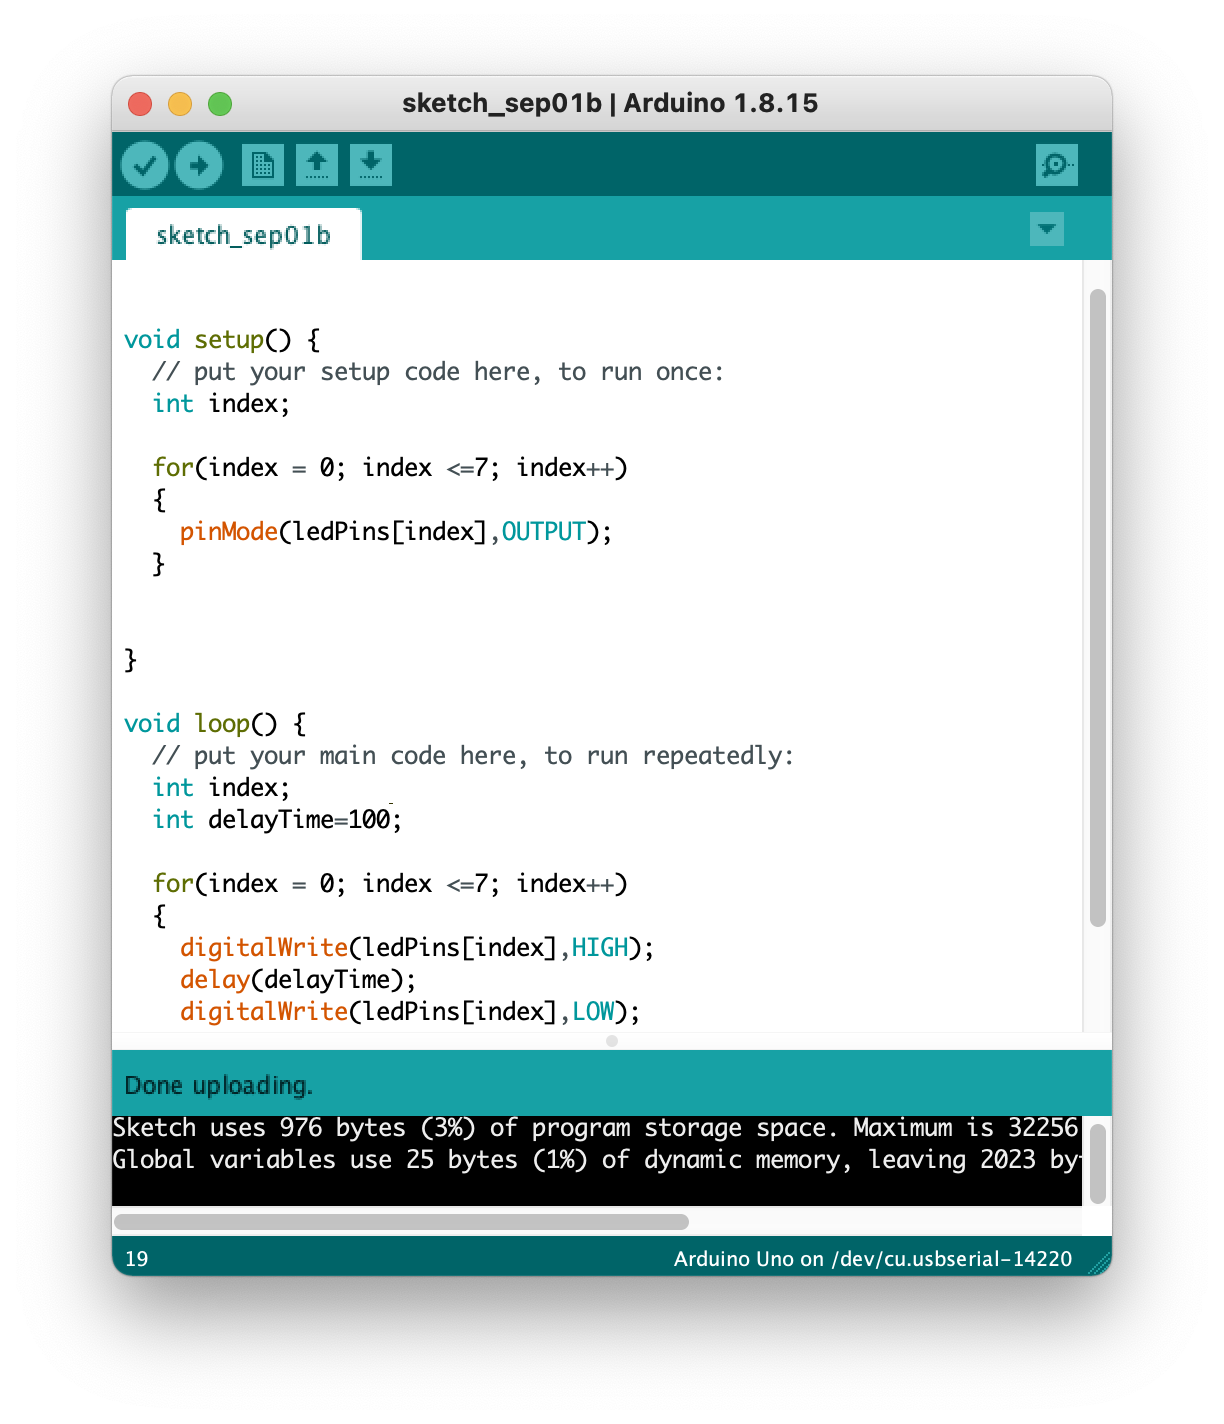 sketch_sep01b | Arduino 1.8.15
sketch_sep01b
void setup() {
// put your setup code here, to run once:
int index;
for(index = 0; index <=7; index++)
{
pinMode(ledPins[index],OUTPUT);
}
}
void loop() {
// put your main code here, to run repeatedly:
int index;
int delayTime=100;
for(index = 0; index <=7; index++)
{
digitalWrite(ledPins[index],HIGH);
delay(delayTime);
digitalWrite(ledPins[index],LOW);
Done uploading.
Sketch uses 976 bytes (3%) of program storage space. Maximum is 32256
Global variables use 25 bytes (1%) of dynamic memory, leaving 2023
19
Arduino Uno on /dev/cu.usbserial-14220